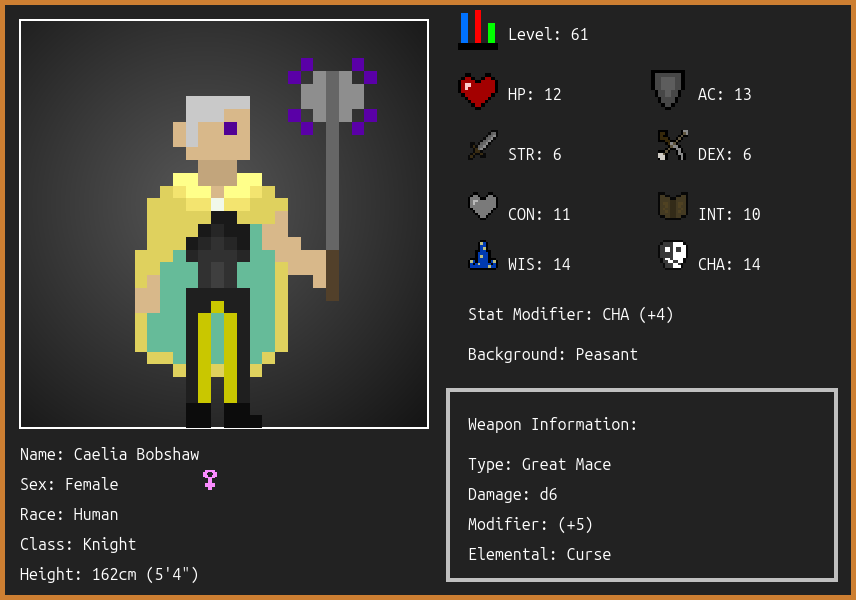 Level: 61
HP: 12
AC: 13
STR: 6
DEX: 6
CON: 11
INT: 10
WIS: 14
CHA: 14
Stat Modifier: CHA (+4)
Background: Peasant
Weapon Information:
Type: Great Mace
Damage: d6
Modifier: (+5)
Elemental: Curse
Name: Caelia Bobshaw
Sex: Female
Race: Human
Class: Knight
Height: 162cm (5'4")